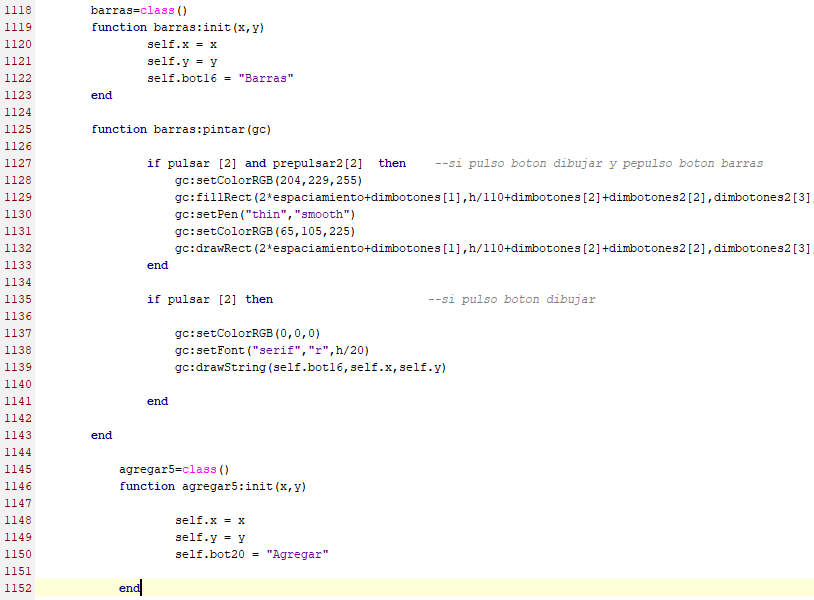 1118 barras=class()
1119 function barras:init(x,y)
1120 self.x = x
1121 self.y = y
1122 self.bot16 = "Barras"
1123 end
1124
1125 function barras:pintar(gc)
1126
1127 if pulsar [2] and prepulsar2[2] then --si pulso boton dibujar y pepulso boton barras
1128 gc:setColorRGB(204,229,255)
1129 gc:fillRect(2*espaciamiento+dimbotones[1],h/110+dimbotones[2]+dimbotones2[2],dimbotones2[3],
1130 gc:setPen("thin","smooth")
1131 gc:setColorRGB(65,105,225)
1132 gc:drawRect(2*espaciamiento+dimbotones[1],h/110+dimbotones[2]+dimbotones2[2],dimbotones2[3],
1133 end
1134
1135 if pulsar [2] then --si pulso boton dibujar
1136
1137 gc:setColorRGB(0,0,0)
1138 gc:setFont("serif","r",h/20)
1139 gc:drawString(self.bot16,self.x,self.y)
1140
1141 end
1142
1143 end
1144
1145 agregar5=class()
1146 function agregar5:init(x,y)
1147
1148 self.x = x
1149 self.y = y
1150 self.bot20 = "Agregar"
1151
1152 end